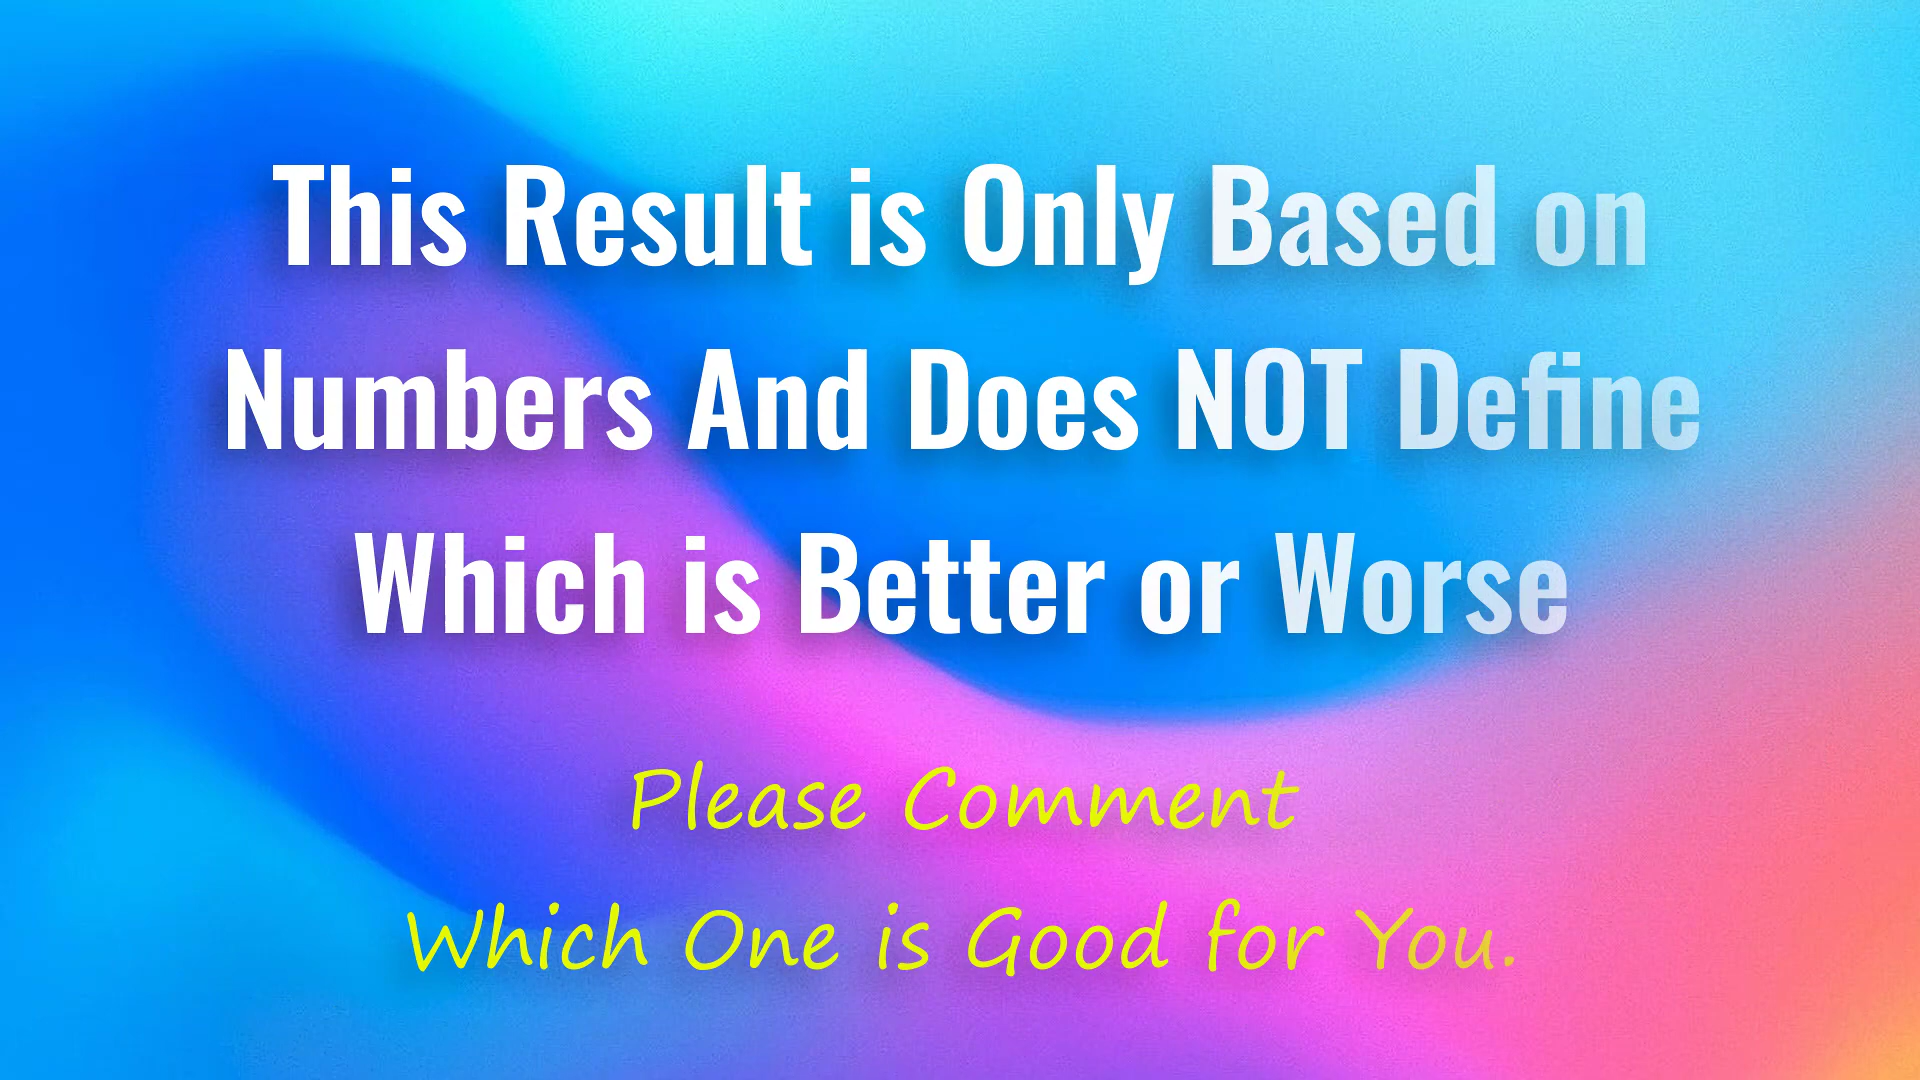 This Result is Only Based on
Numbers And Does NOT Define
Which is Better or Worse
Please Comment
Which One is Good for You.